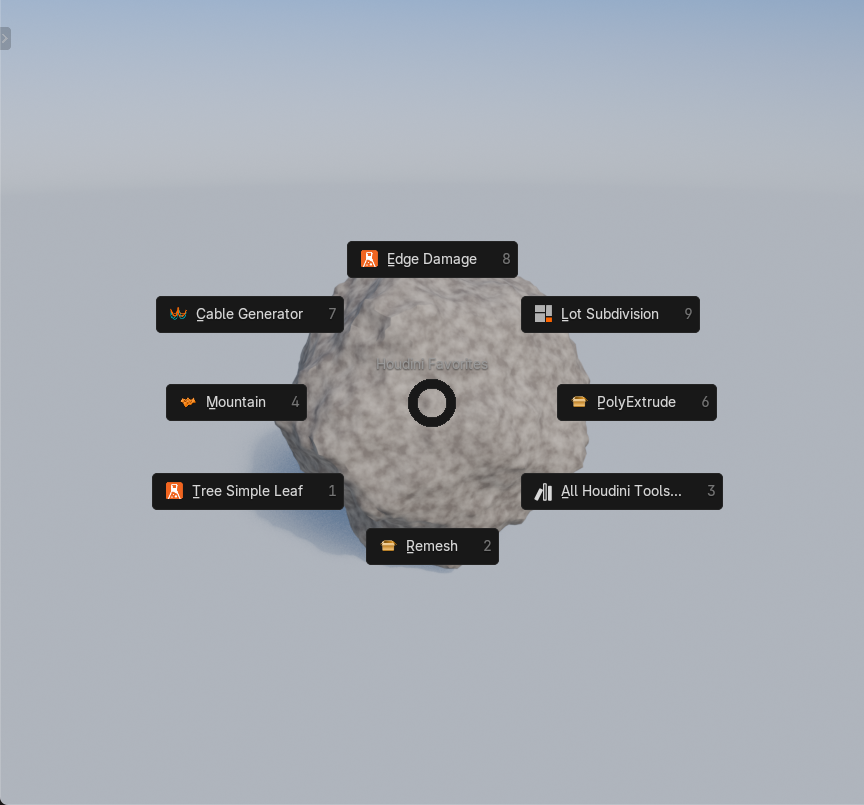 Edge Damage 8
Cable Generator 7
Lot Subdivision 9
Houdini Favorites
Mountain 4
PolyExtrude 6
Tree Simple Leaf 1
All Houdini Tools... 3
Remesh 2